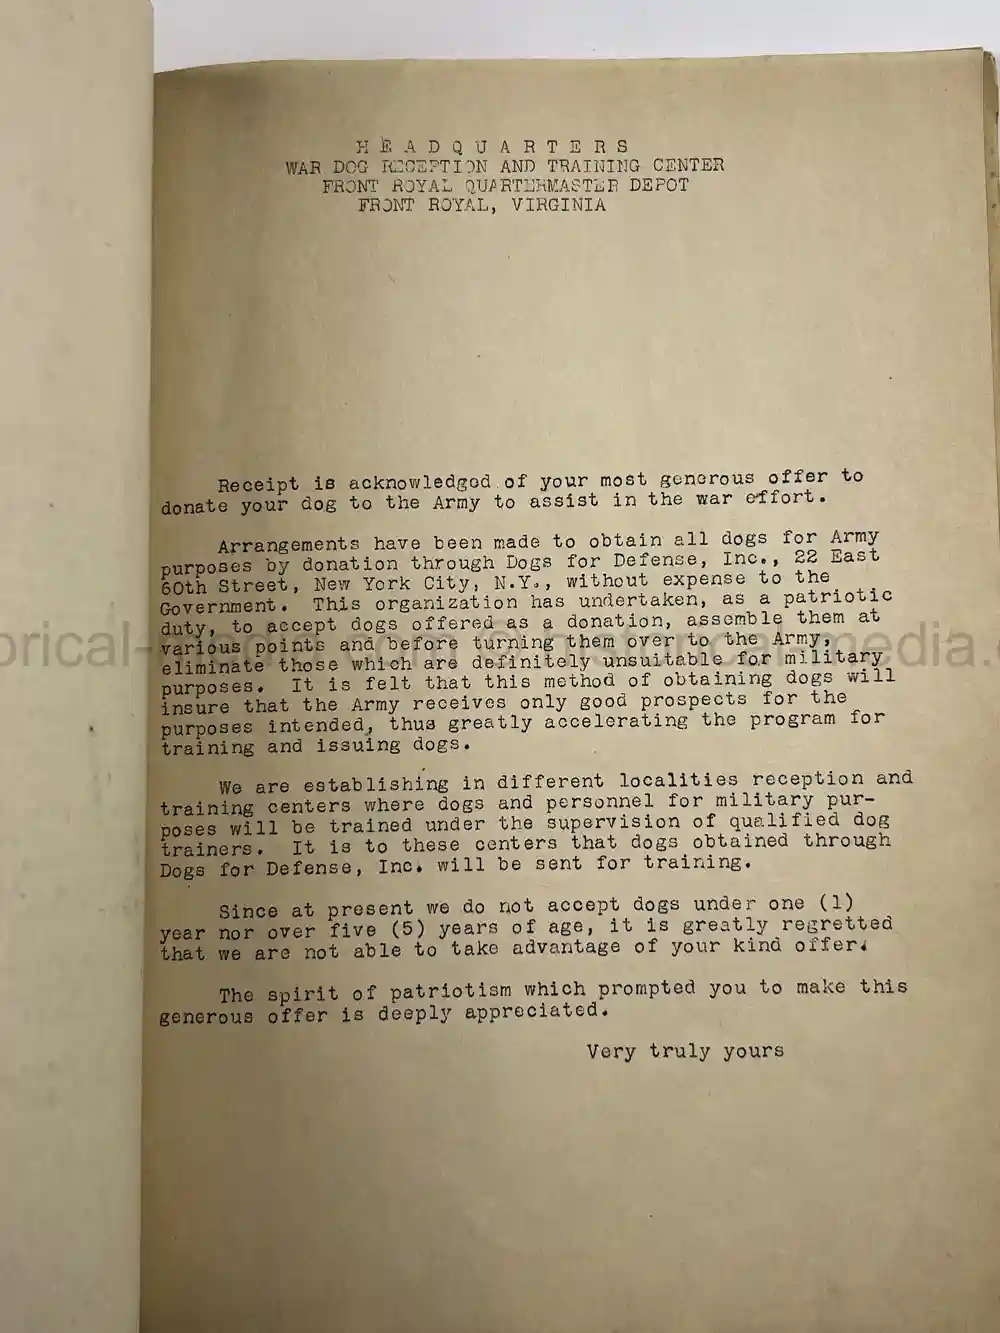 H E A D Q U A R T E R S
WAR DOG RECEPTION AND TRAINING CENTER
FRONT ROYAL QUARTERMASTER DEPOT
FRONT ROYAL, VIRGINIA
Receipt is acknowledged of your most generous offer to
donate your dog to the Army to assist in the war effort.
Arrangements have been made to obtain all dogs for Army
purposes by donation through Dogs for Defense, Inc., 22 East
60th Street, New York City, N.Y., without expense to the
Government. This organization has undertaken, as a patriotic
duty, to accept dogs offered as a donation, assemble them at
various points and before turning them over to the Army,
eliminate those which are definitely unsuitable for military
purposes. It is felt that this method of obtaining dogs will
insure that the Army receives only good prospects for the
purposes intended, thus greatly accelerating the program for
training and issuing dogs.
We are establishing in different localities reception and
training centers where dogs and personnel for military pur-
poses will be trained under the supervision of qualified dog
trainers. It is to these centers that dogs obtained through
Dogs for Defense, Inc. will be sent for training.
Since at present we do not accept dogs under one (1)
year nor over five (5) years of age, it is greatly regretted
that we are not able to take advantage of your kind offer.
The spirit of patriotism which prompted you to make this
generous offer is deeply appreciated.
Very truly yours